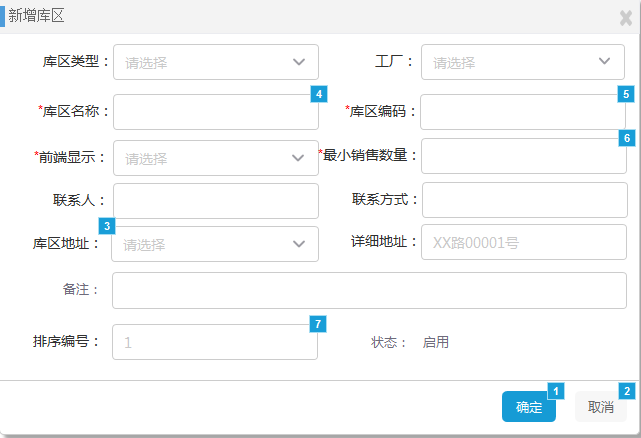 新增库区
库区类型： 请选择 工厂： 请选择
*库区名称： 4 *库区编码： 5
*前端显示： 请选择 *最小销售数量： 6
联系人： 联系方式：
库区地址： 3 请选择 详细地址： XX路00001号
备注：
排序编号： 1 7 状态： 启用
确定 1 取消 2